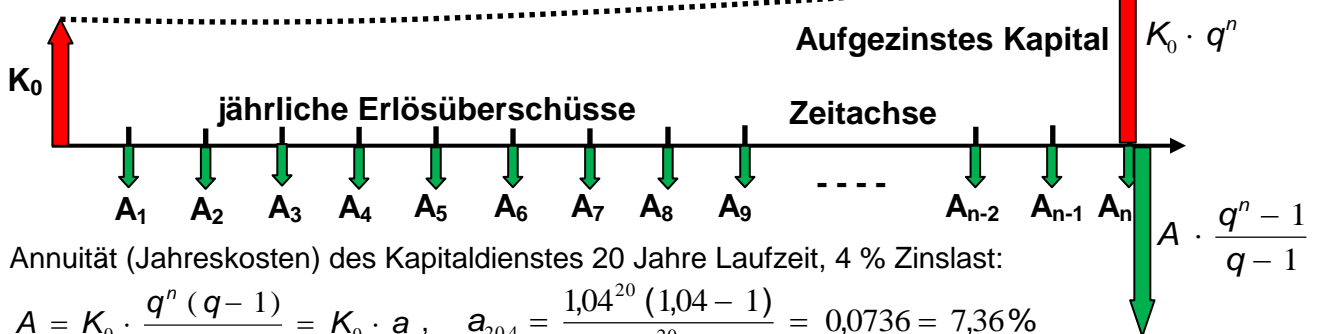 Aufgezinstes Kapital K₀ · qⁿ
K₀
jährliche Erlösüberschüsse Zeitachse
- - - -
A₁ A₂ A₃ A₄ A₅ A₆ A₇ A₈ A₉ Aₙ₋₂ Aₙ₋₁ Aₙ
A · (qⁿ − 1) / (q − 1)
Annuität (Jahreskosten) des Kapitaldienstes 20 Jahre Laufzeit, 4 % Zinslast:
A = K₀ · qⁿ (q − 1) = K₀ · a , a₂₀,₄ = 1,04²⁰ (1,04 − 1) = 0,0736 = 7,36%